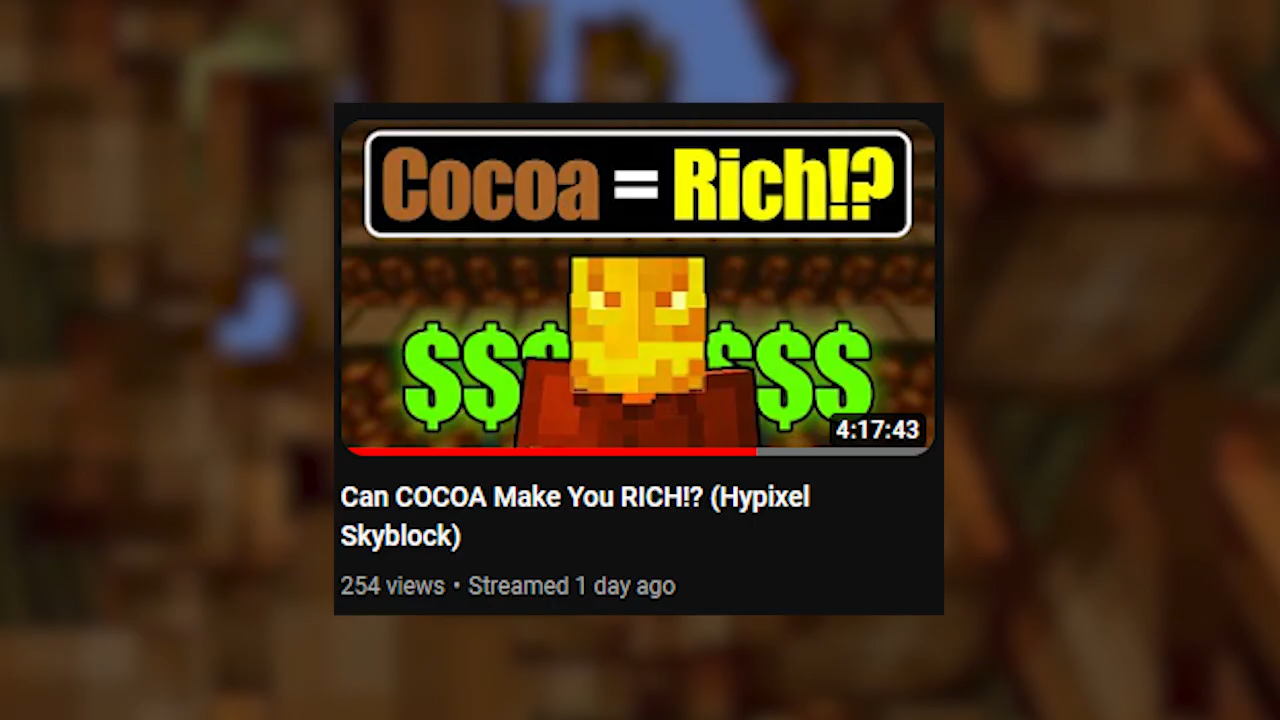 Cocoa = Rich!?
$$$ $$$
4:17:43
Can COCOA Make You RICH!? (Hypixel
Skyblock)
254 views • Streamed 1 day ago